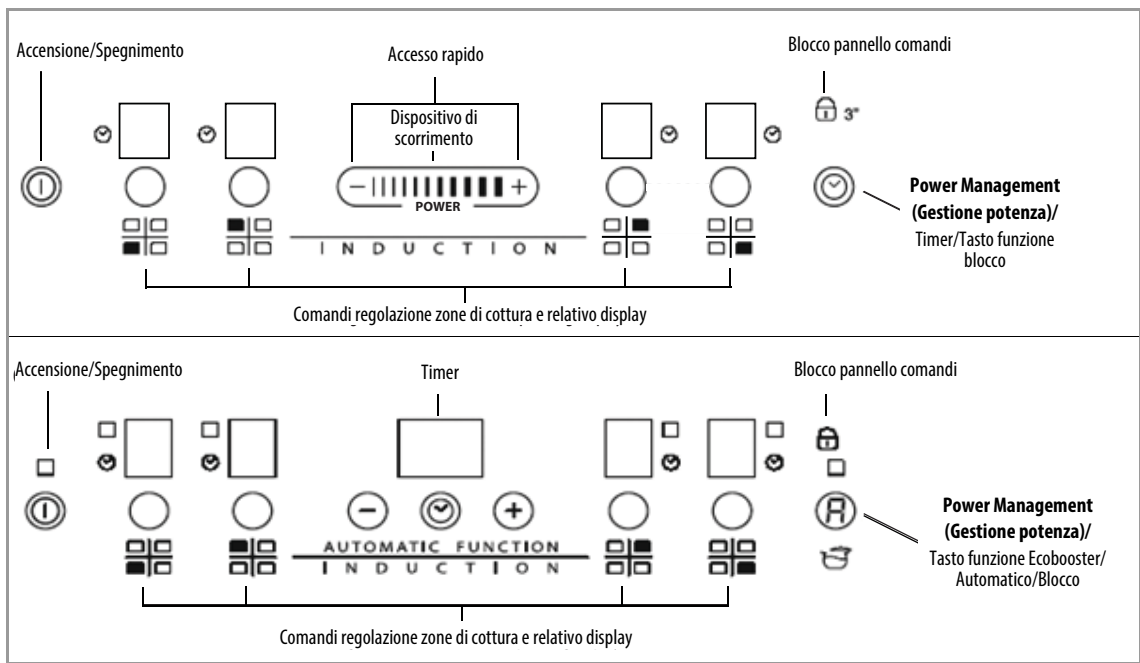 Accensione/Spegnimento
Accesso rapido
Blocco pannello comandi
Dispositivo di
scorrimento
3"
POWER
Power Management
(Gestione potenza)/
Timer/Tasto funzione
blocco
INDUCTION
Comandi regolazione zone di cottura e relativo display
Accensione/Spegnimento
Timer
Blocco pannello comandi
A
Power Management
(Gestione potenza)/
Tasto funzione Ecobooster/
Automatico/Blocco
AUTOMATIC FUNCTION
INDUCTION
Comandi regolazione zone di cottura e relativo display